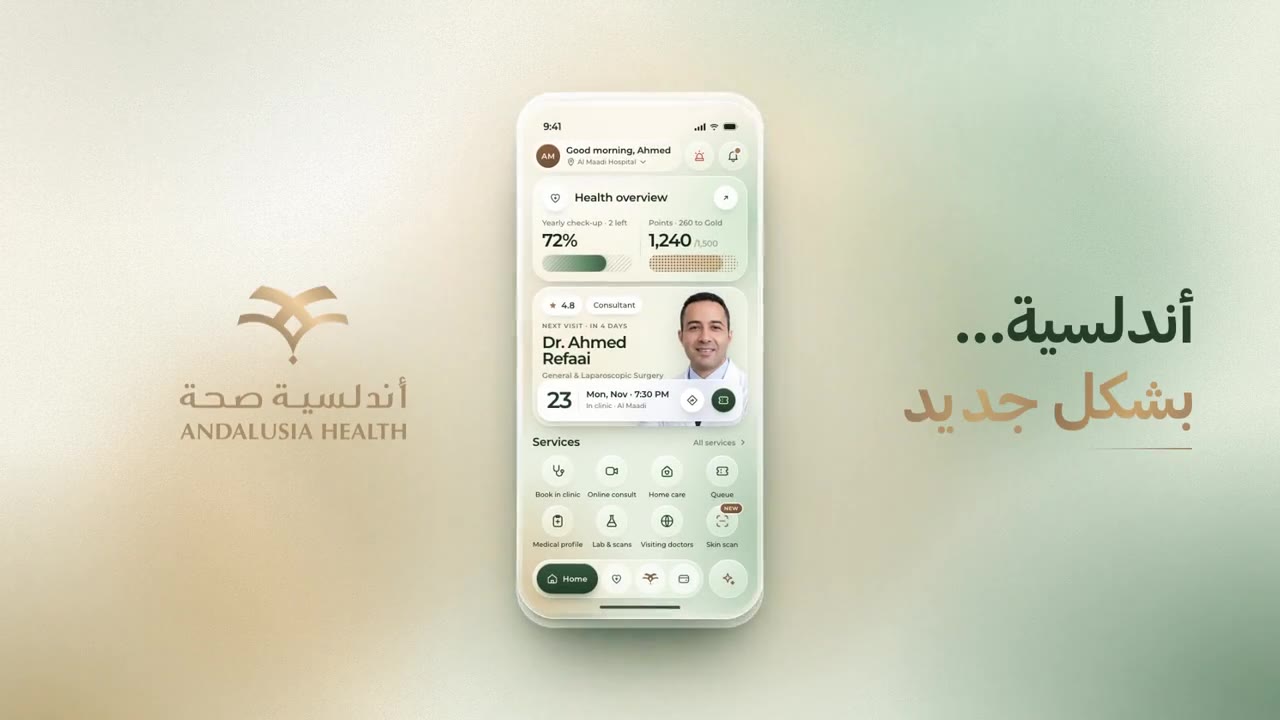 أندلسية صحة
ANDALUSIA HEALTH
9:41
AM
Good morning, Ahmed
Al Maadi Hospital
Health overview
Yearly check-up · 2 left
72%
Points · 260 to Gold
1,240 /1,500
4.8
Consultant
NEXT VISIT · IN 4 DAYS
Dr. Ahmed
Refaai
General & Laparoscopic Surgery
23
Mon, Nov · 7:30 PM
In clinic · Al Maadi
Services
All services
Book in clinic
Online consult
Home care
Queue
NEW
Medical profile
Lab & scans
Visiting doctors
Skin scan
Home
أندلسية...
بشكل جديد